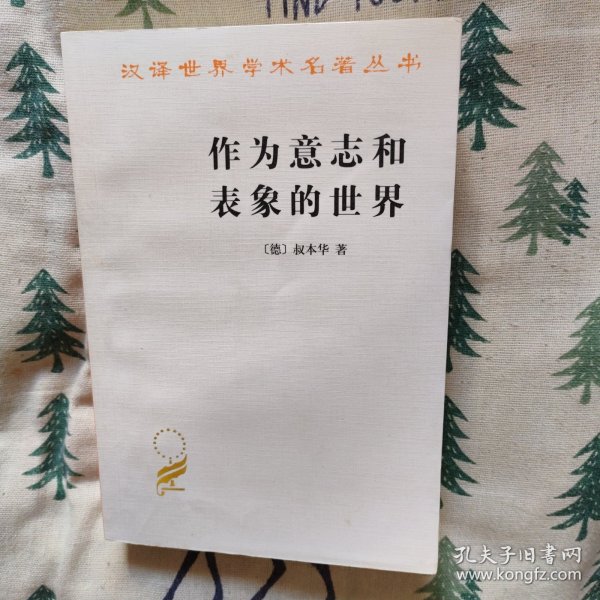 汉译世界学术名著丛书
作为意志和
表象的世界
〔德〕叔本华 著
孔夫子旧书网
www.kongfz.com